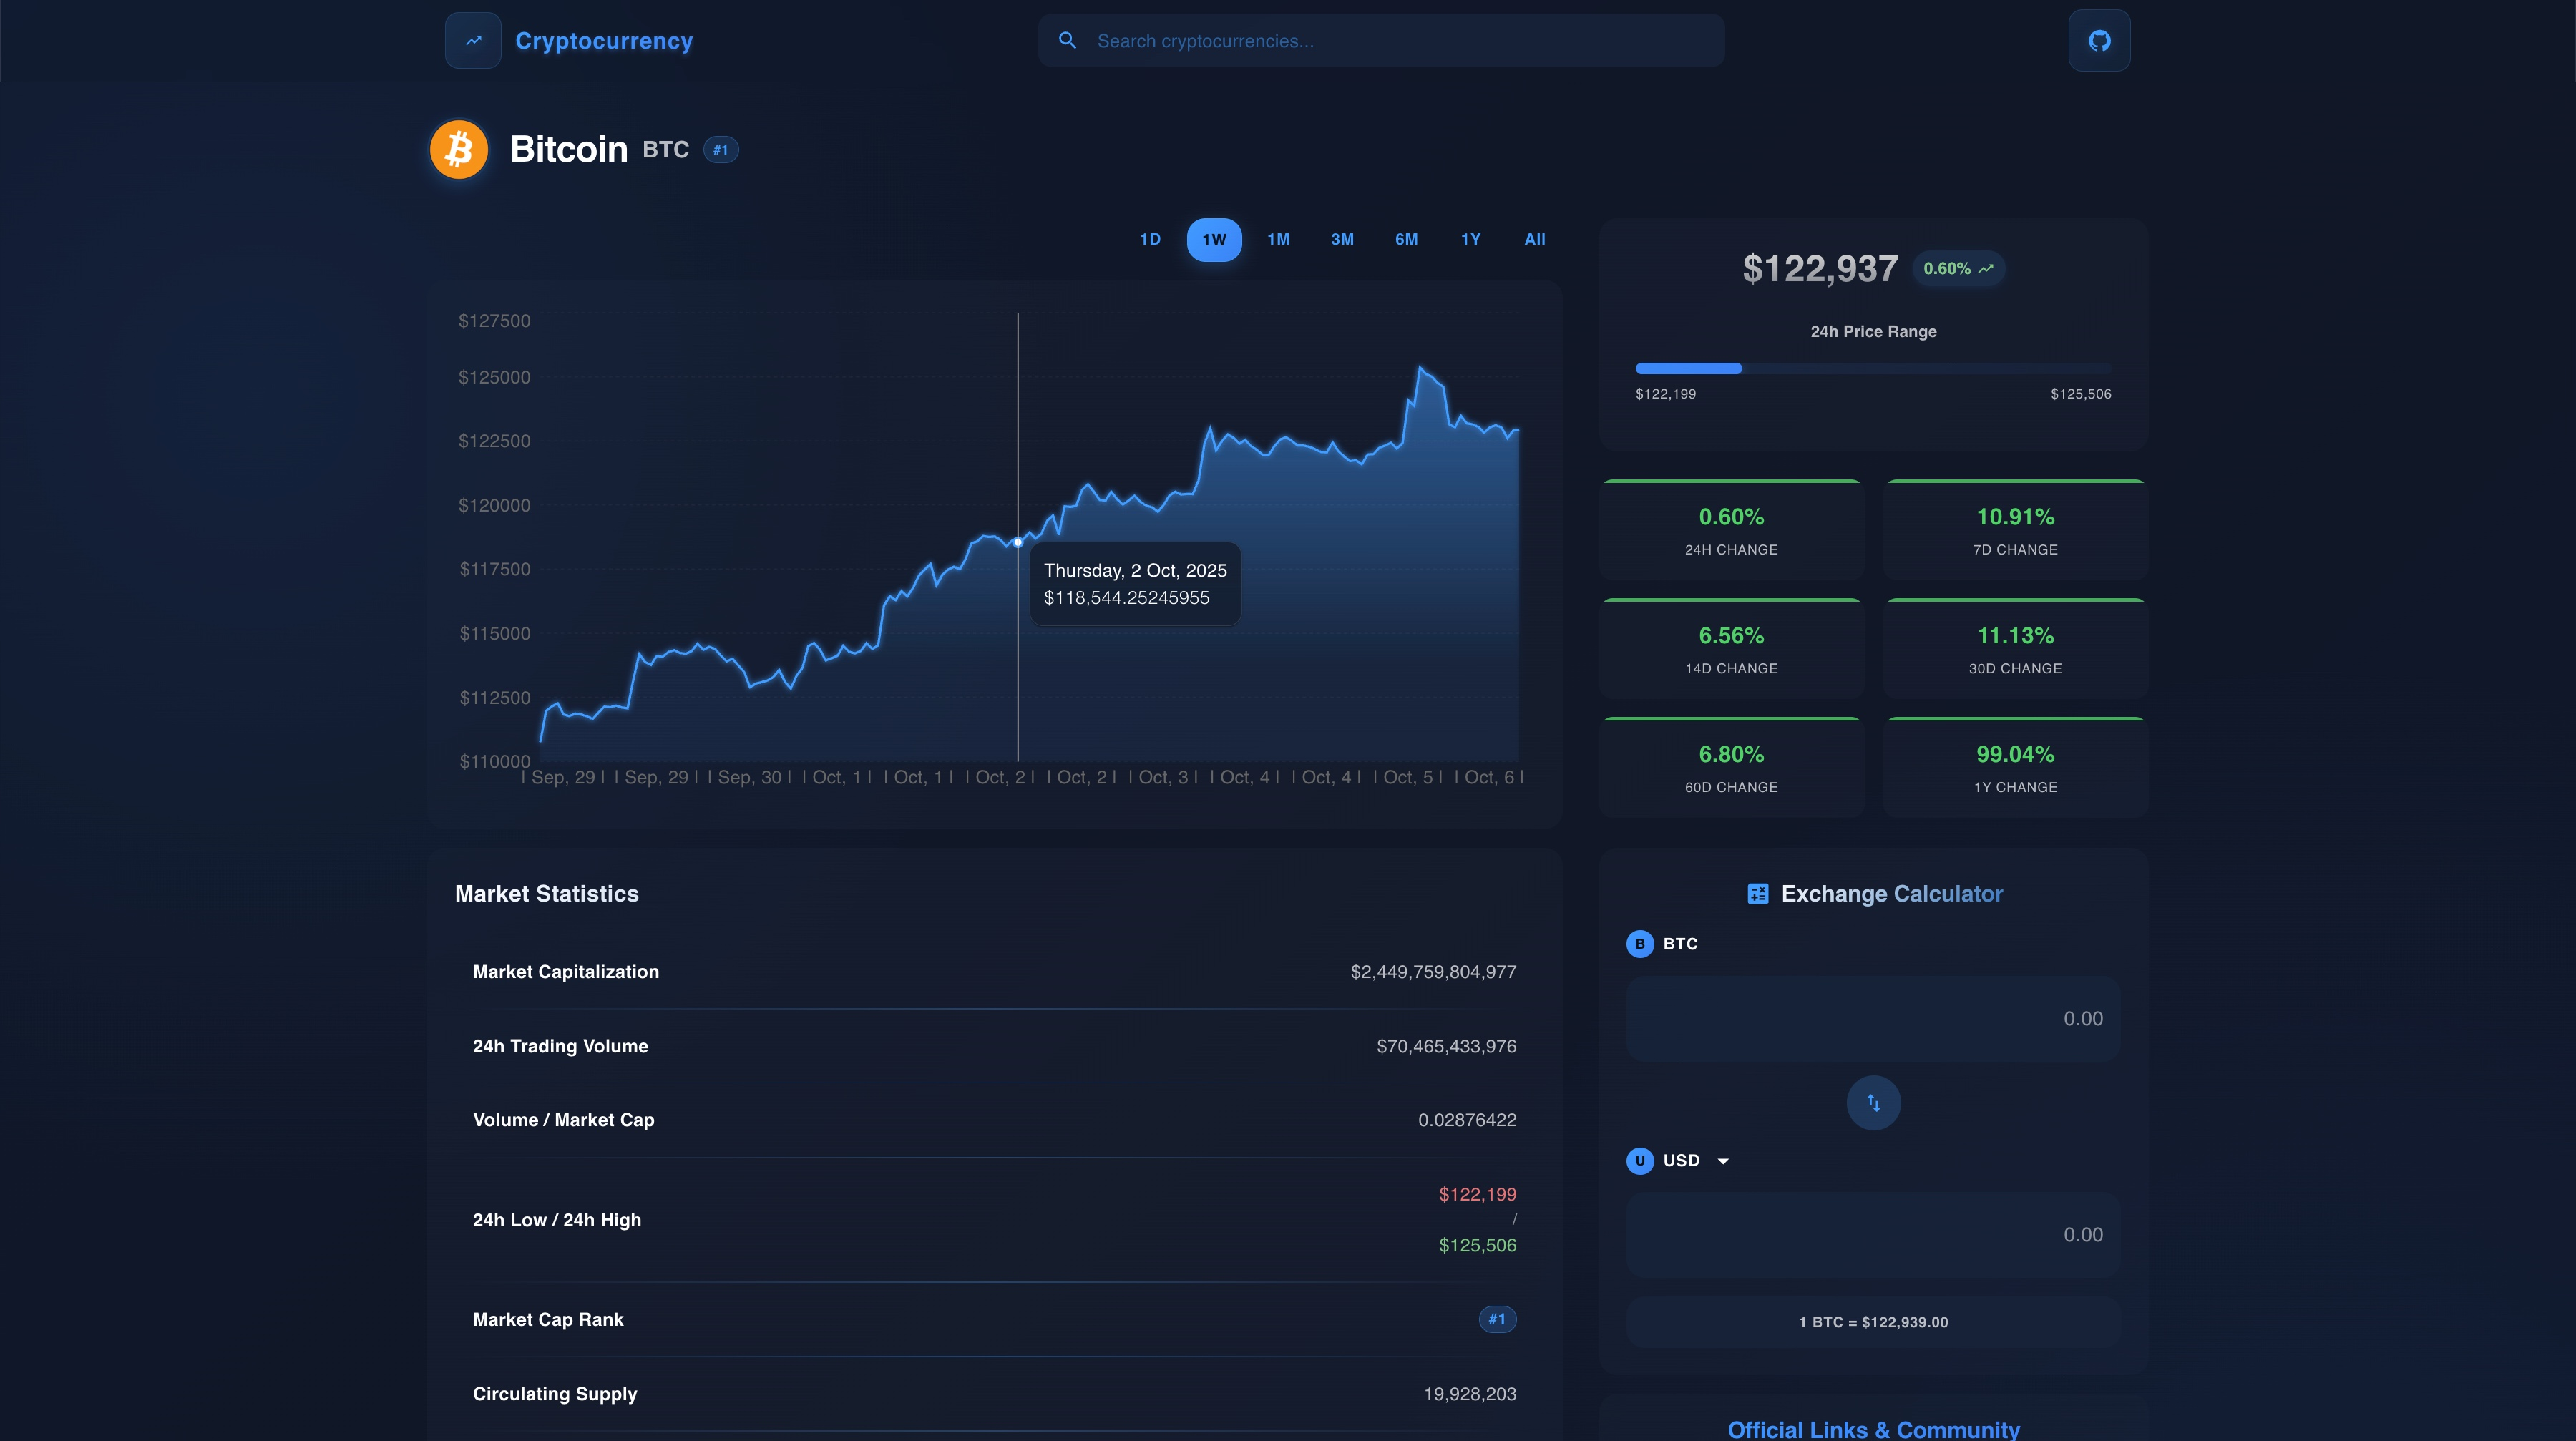 Cryptocurrency
Search cryptocurrencies...
Bitcoin BTC #1
1D 1W 1M 3M 6M 1Y All
$127500
$125000
$122500
$120000
$117500
$115000
$112500
$110000
Thursday, 2 Oct, 2025
$118,544.25245955
| Sep, 29 | | Sep, 29 | | Sep, 30 | | Oct, 1 | | Oct, 1 | | Oct, 2 | | Oct, 2 | | Oct, 3 | | Oct, 4 | | Oct, 4 | | Oct, 5 | | Oct, 6 |
$122,937 0.60%
24h Price Range
$122,199 $125,506
0.60% 10.91%
24H CHANGE 7D CHANGE
6.56% 11.13%
14D CHANGE 30D CHANGE
6.80% 99.04%
60D CHANGE 1Y CHANGE
Market Statistics
Market Capitalization $2,449,759,804,977
24h Trading Volume $70,465,433,976
Volume / Market Cap 0.02876422
24h Low / 24h High
$122,199
/
$125,506
Market Cap Rank #1
Circulating Supply 19,928,203
Exchange Calculator
B BTC
0.00
U USD
0.00
1 BTC = $122,939.00
Official Links & Community